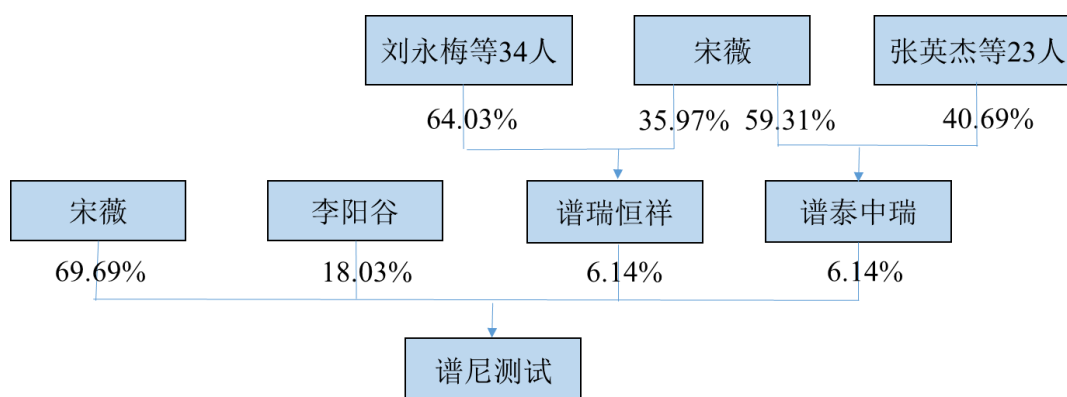 刘永梅等34人
宋薇
张英杰等23人
64.03%
35.97%
59.31%
40.69%
宋薇
李阳谷
谱瑞恒祥
谱泰中瑞
69.69%
18.03%
6.14%
6.14%
谱尼测试